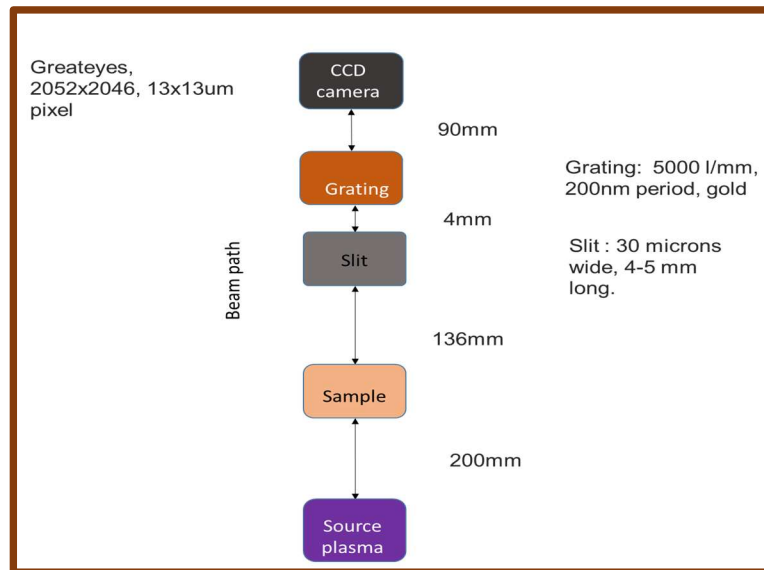 Greateyes,
2052x2046, 13x13um
pixel
CCD
camera
90mm
Grating
Grating: 5000 l/mm,
200nm period, gold
4mm
Slit
Slit : 30 microns
wide, 4-5 mm
long.
Beam path
136mm
Sample
200mm
Source
plasma